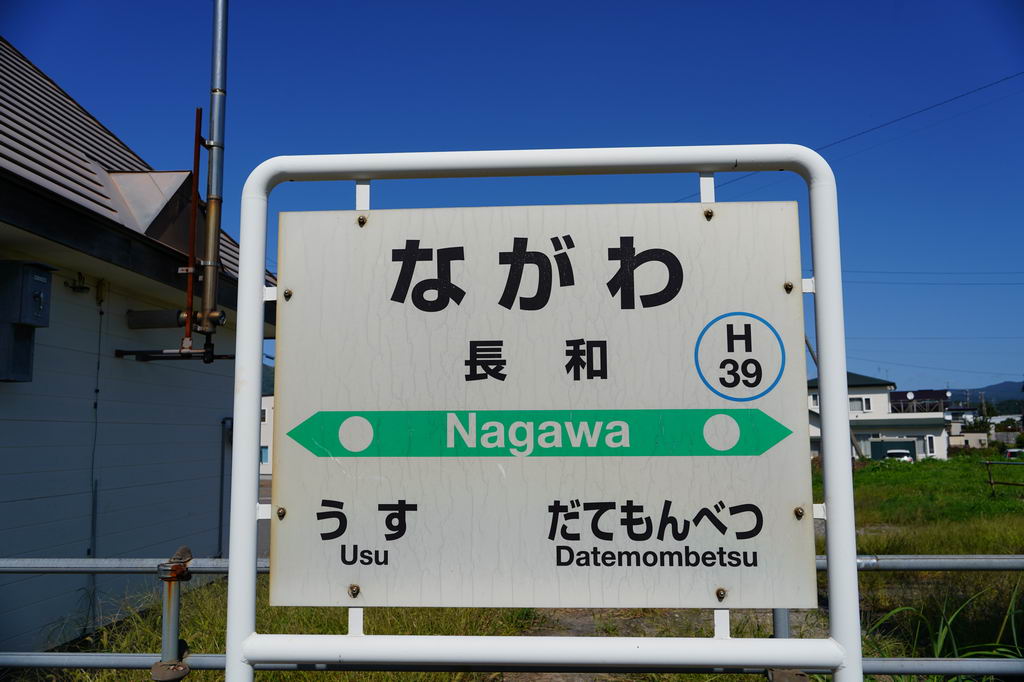 ながわ
長和
H
39
Nagawa
うす
Usu
だてもんべつ
Datemombetsu